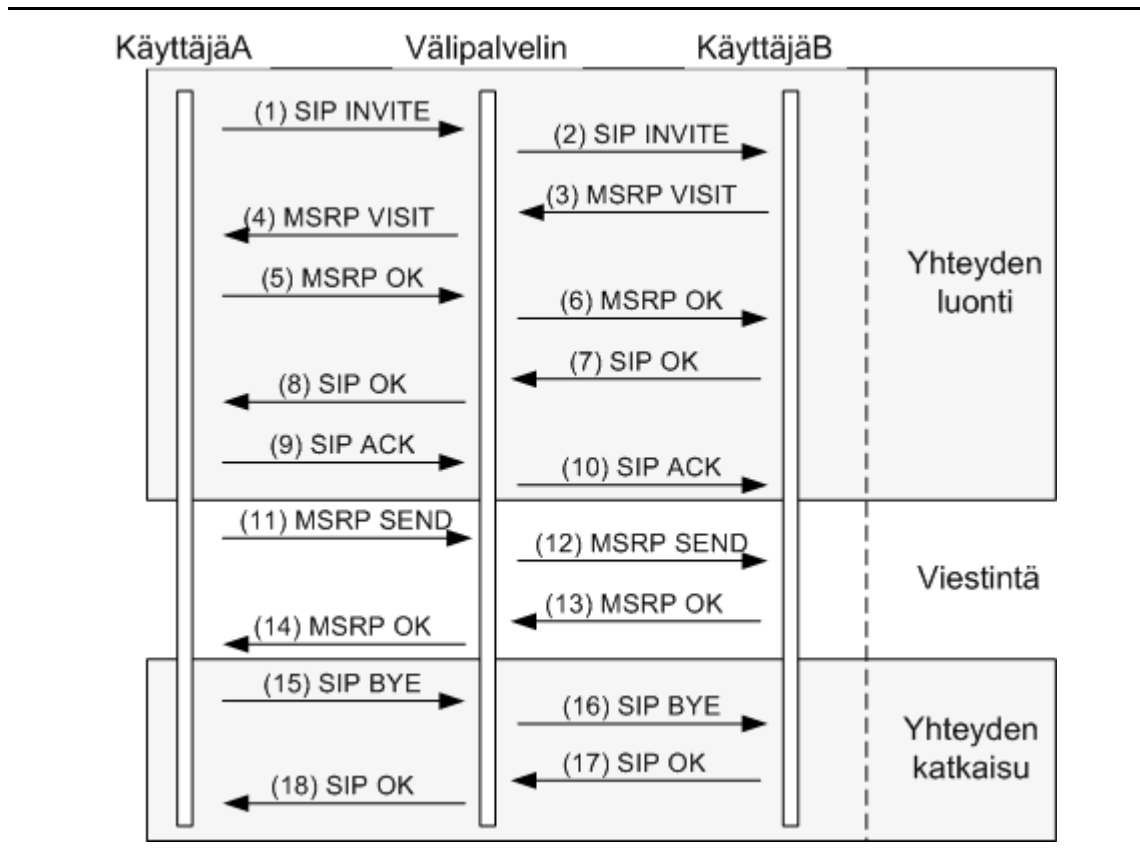 KäyttäjäA
Välipalvelin
KäyttäjäB
(1) SIP INVITE
(2) SIP INVITE
(3) MSRP VISIT
(4) MSRP VISIT
(5) MSRP OK
(6) MSRP OK
(7) SIP OK
(8) SIP OK
(9) SIP ACK
(10) SIP ACK
Yhteyden
luonti
(11) MSRP SEND
(12) MSRP SEND
(13) MSRP OK
(14) MSRP OK
Viestintä
(15) SIP BYE
(16) SIP BYE
(17) SIP OK
(18) SIP OK
Yhteyden
katkaisu